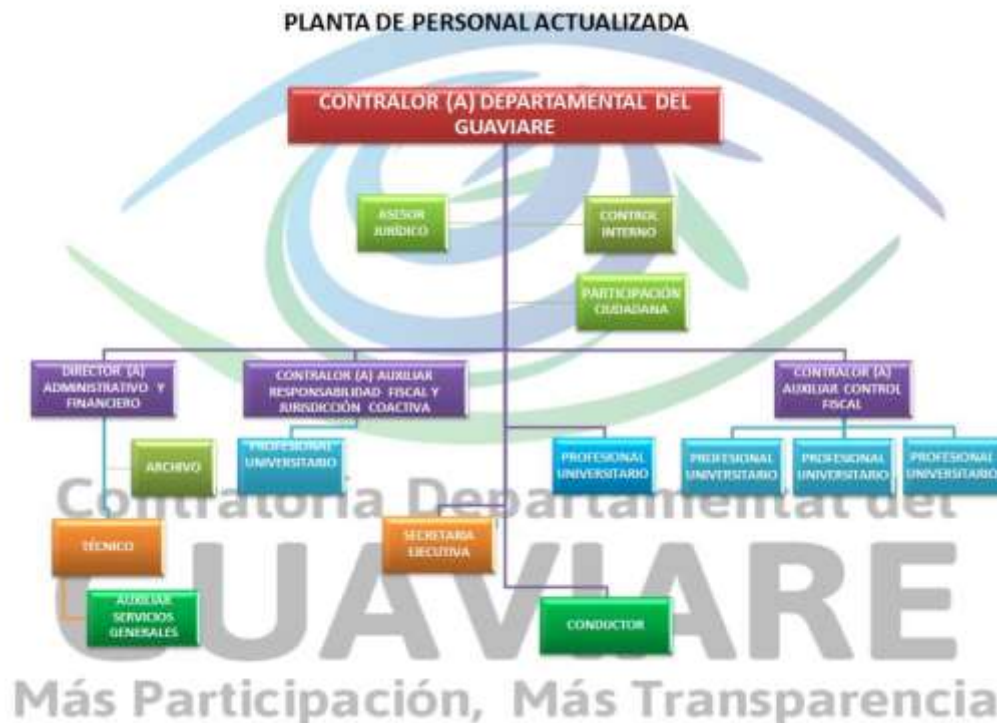 PLANTA DE PERSONAL ACTUALIZADA
CONTRALOR (A) DEPARTAMENTAL DEL
GUAVIARE
ASESOR
JURÍDICO
CONTROL
INTERNO
PARTICIPACIÓN
CIUDADANA
DIRECTOR (A)
ADMINISTRATIVO Y
FINANCIERO
CONTRALOR (A) AUXILIAR
RESPONSABILIDAD FISCAL Y
JURISDICCIÓN COACTIVA
CONTRALOR (A)
AUXILIAR CONTROL
FISCAL
ARCHIVO
PROFESIONAL
UNIVERSITARIO
PROFESIONAL
UNIVERSITARIO
PROFESIONAL
UNIVERSITARIO
PROFESIONAL
UNIVERSITARIO
PROFESIONAL
UNIVERSITARIO
Contraloría Departamental del
GUAVIARE
TÉCNICO
SECRETARIA
EJECUTIVA
AUXILIAR
SERVICIOS
GENERALES
CONDUCTOR
Más Participación, Más Transparencia